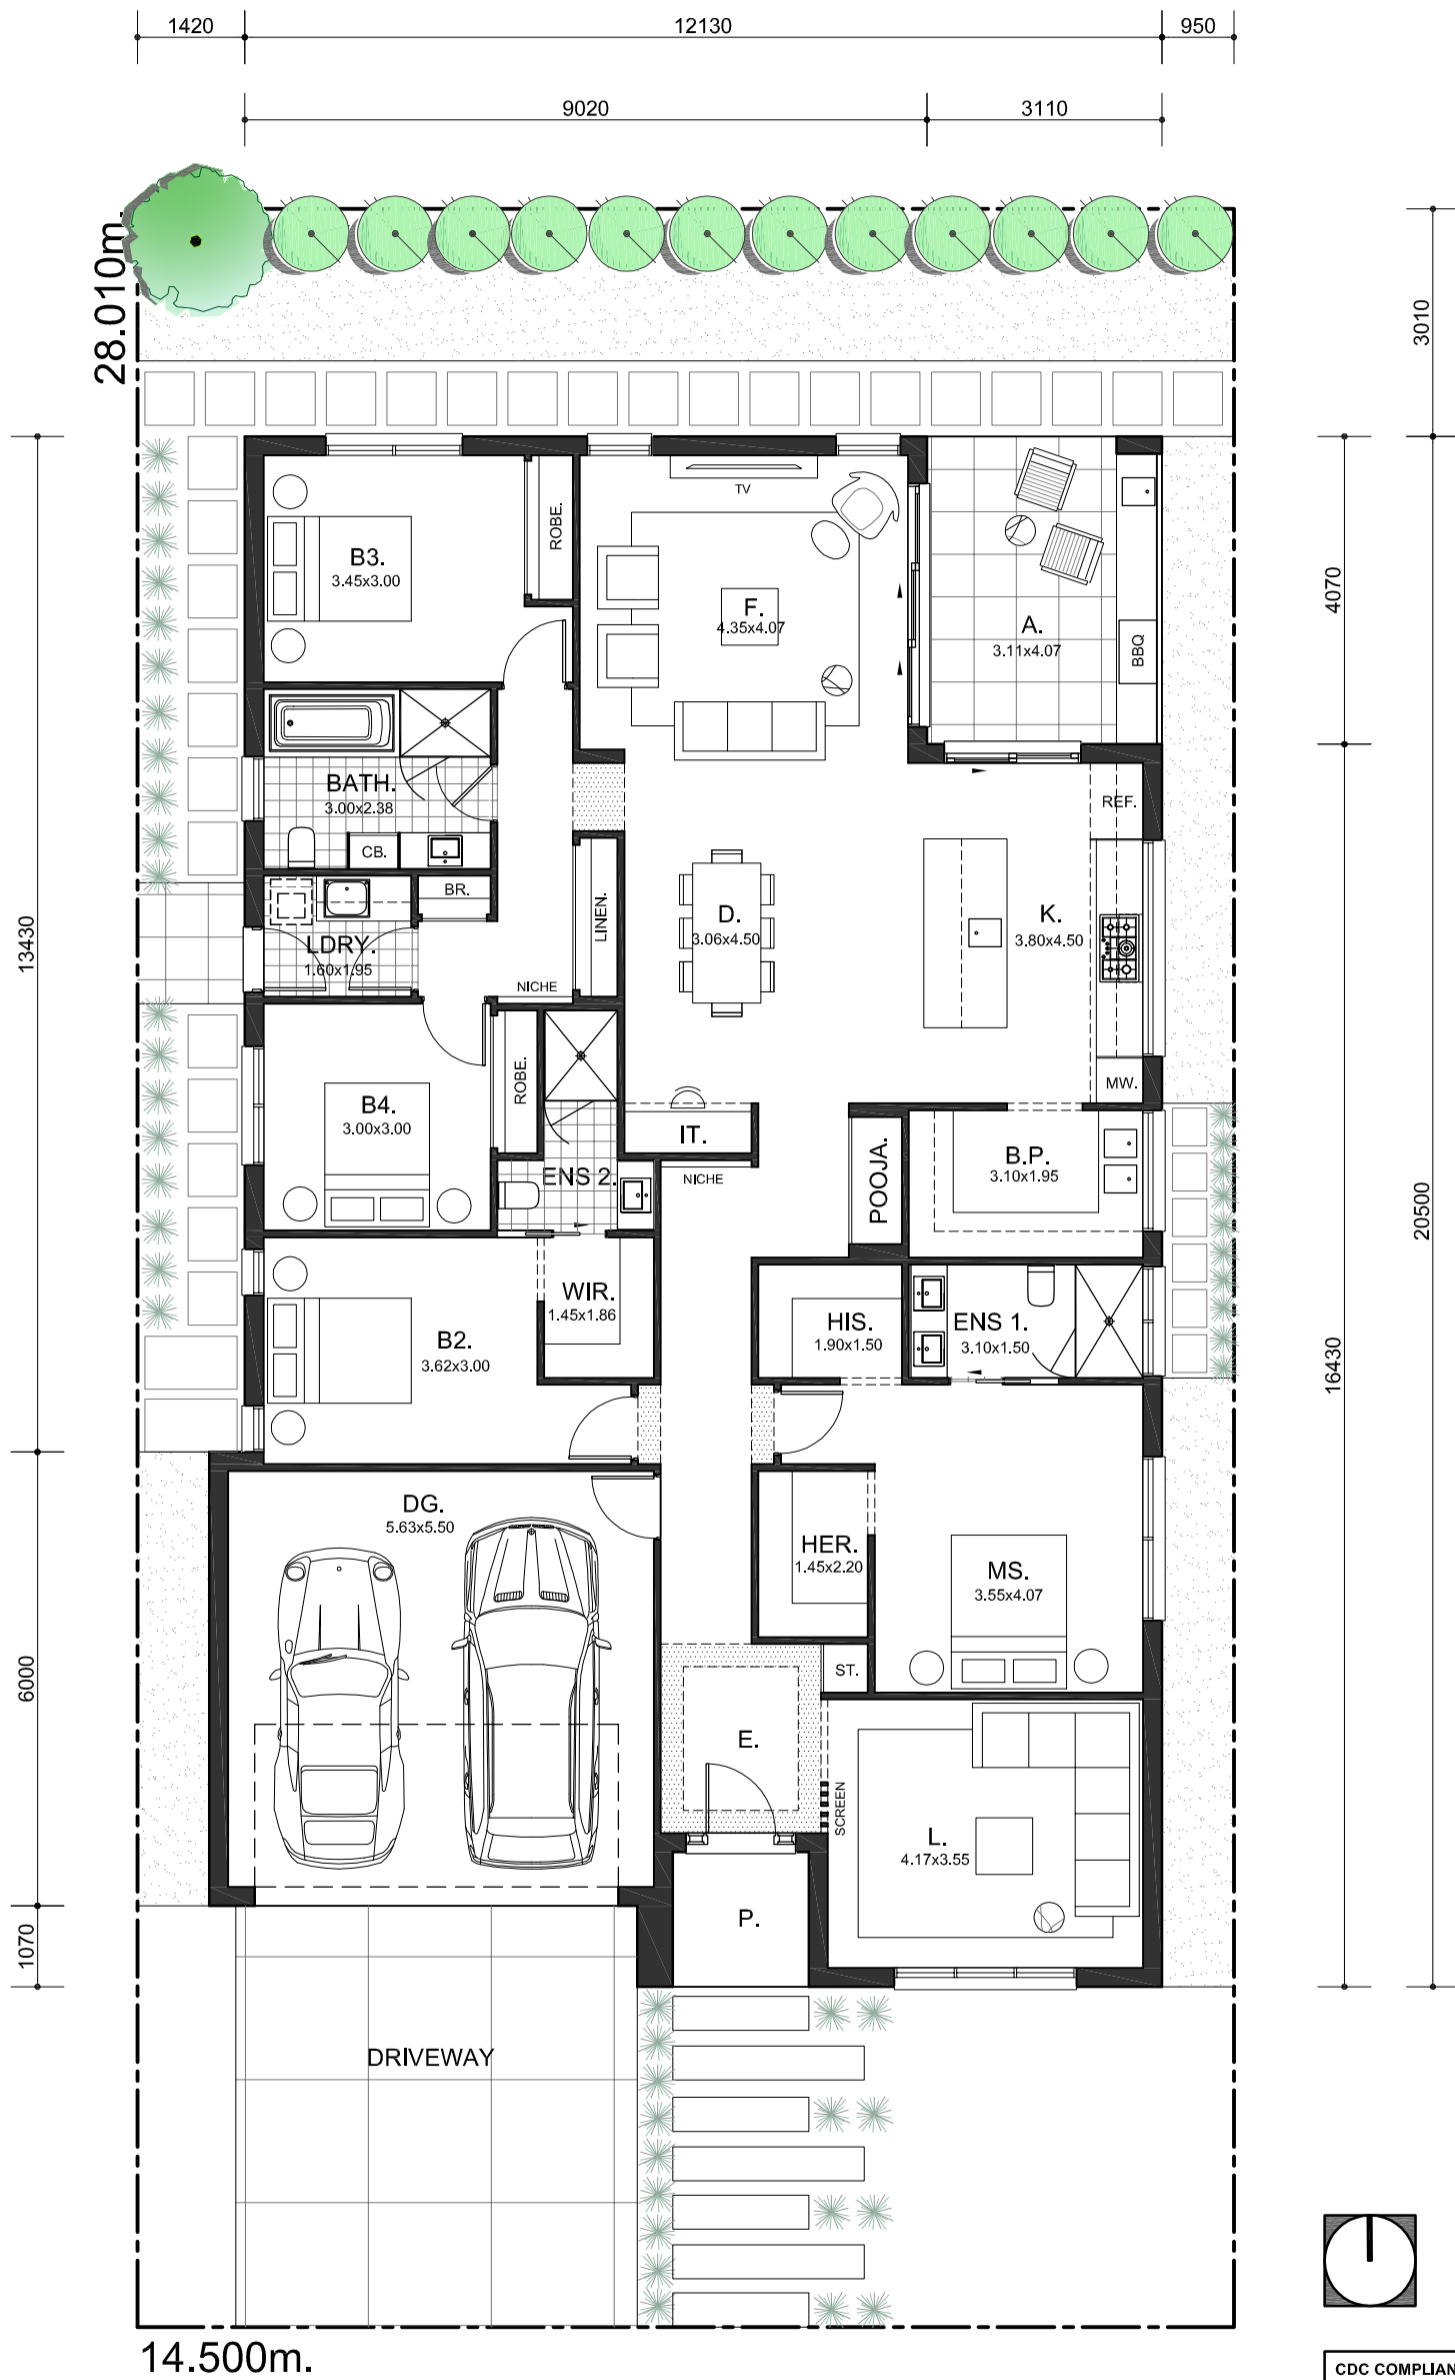 1420
12130
950
9020
3110
28.010m.
3010
TV
ROBE.
B3.
3.45x3.00
F.
4.35x4.07
A.
3.11x4.07
BBQ
4070
BATH.
3.00x2.38
CB.
REF.
BR.
LINEN.
D.
3.06x4.50
K.
3.80x4.50
13430
LDRY.
1.60x1.95
NICHE
ROBE.
B4.
3.00x3.00
MW.
IT.
POOJA.
B.P.
3.10x1.95
ENS 2.
NICHE
20500
WIR.
1.45x1.86
B2.
3.62x3.00
HIS.
1.90x1.50
ENS 1.
3.10x1.50
16430
DG.
5.63x5.50
HER.
1.45x2.20
MS.
3.55x4.07
ST.
6000
E.
SCREEN
L.
4.17x3.55
P.
1070
DRIVEWAY
14.500m.